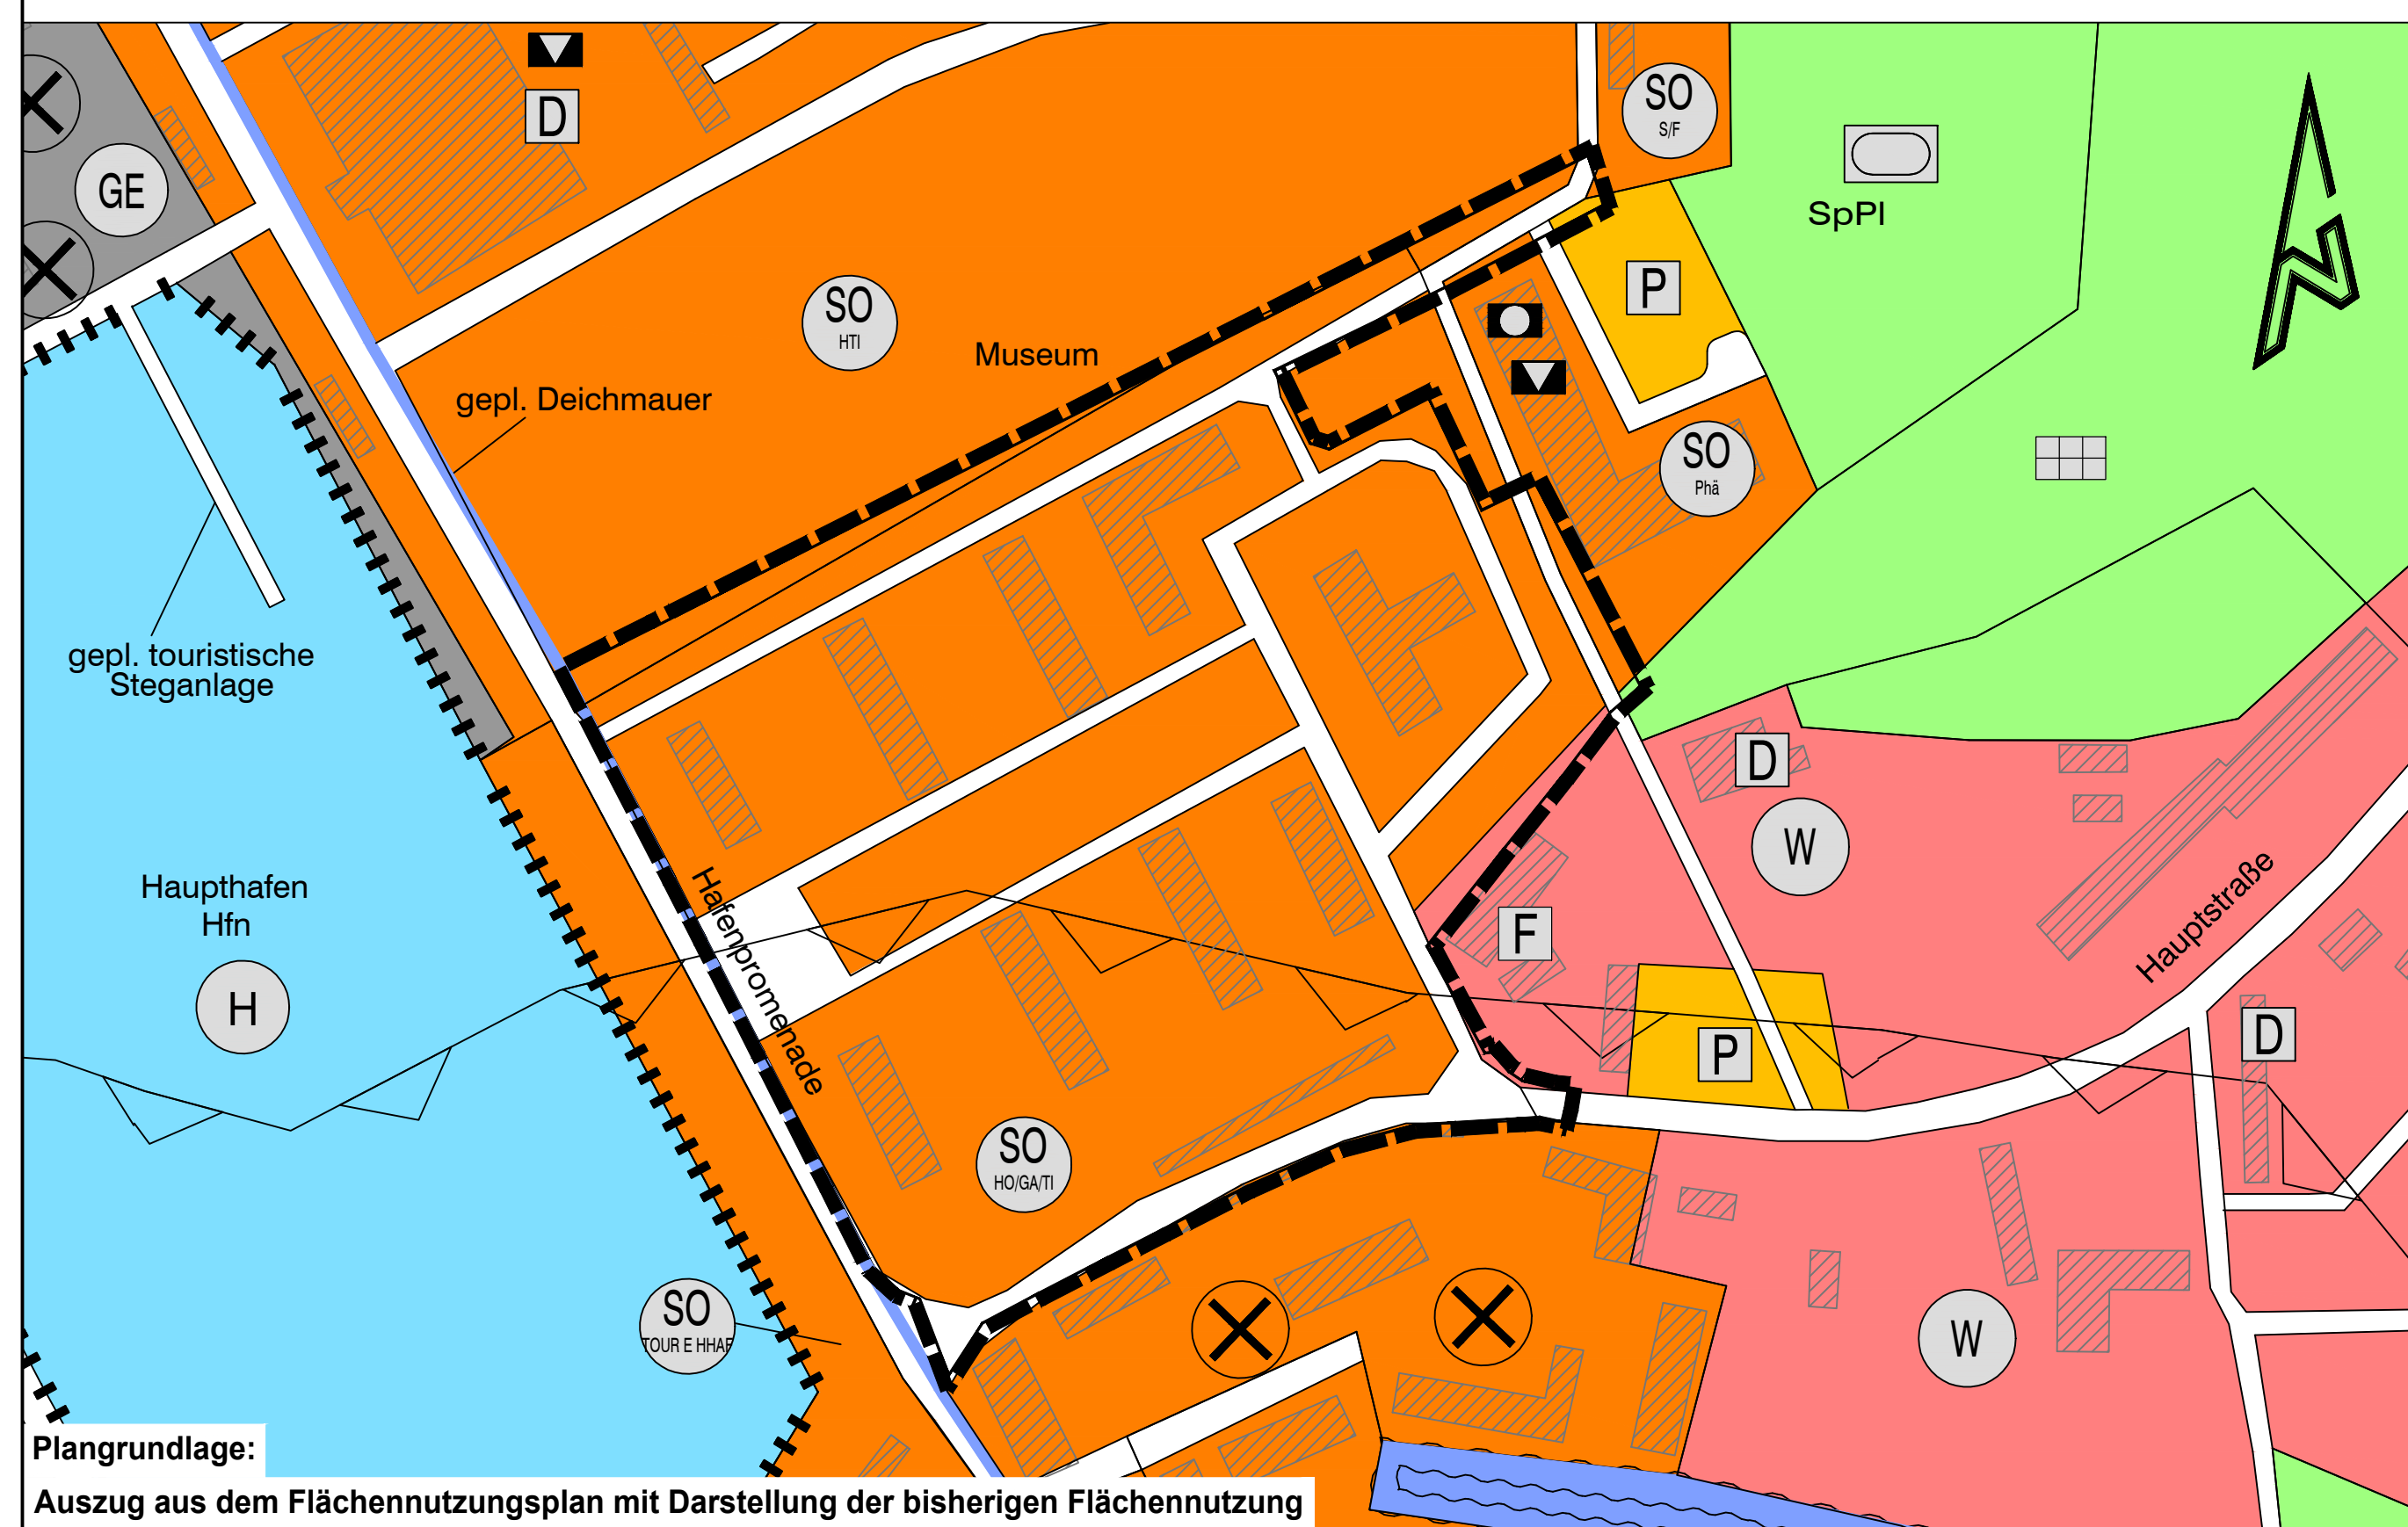 D
SO
S/F
GE
SpPl
P
SO
HTI
Museum
gepl. Deichmauer
SO
Phä
gepl. touristische
Steganlage
D
W
Haupthafen
Hfn
H
Hafenpromenade
F
Hauptstraße
P
D
SO
HO/GA/TI
SO
TOUR E HHAF
W
Plangrundlage:
Auszug aus dem Flächennutzungsplan mit Darstellung der bisherigen Flächennutzung
N